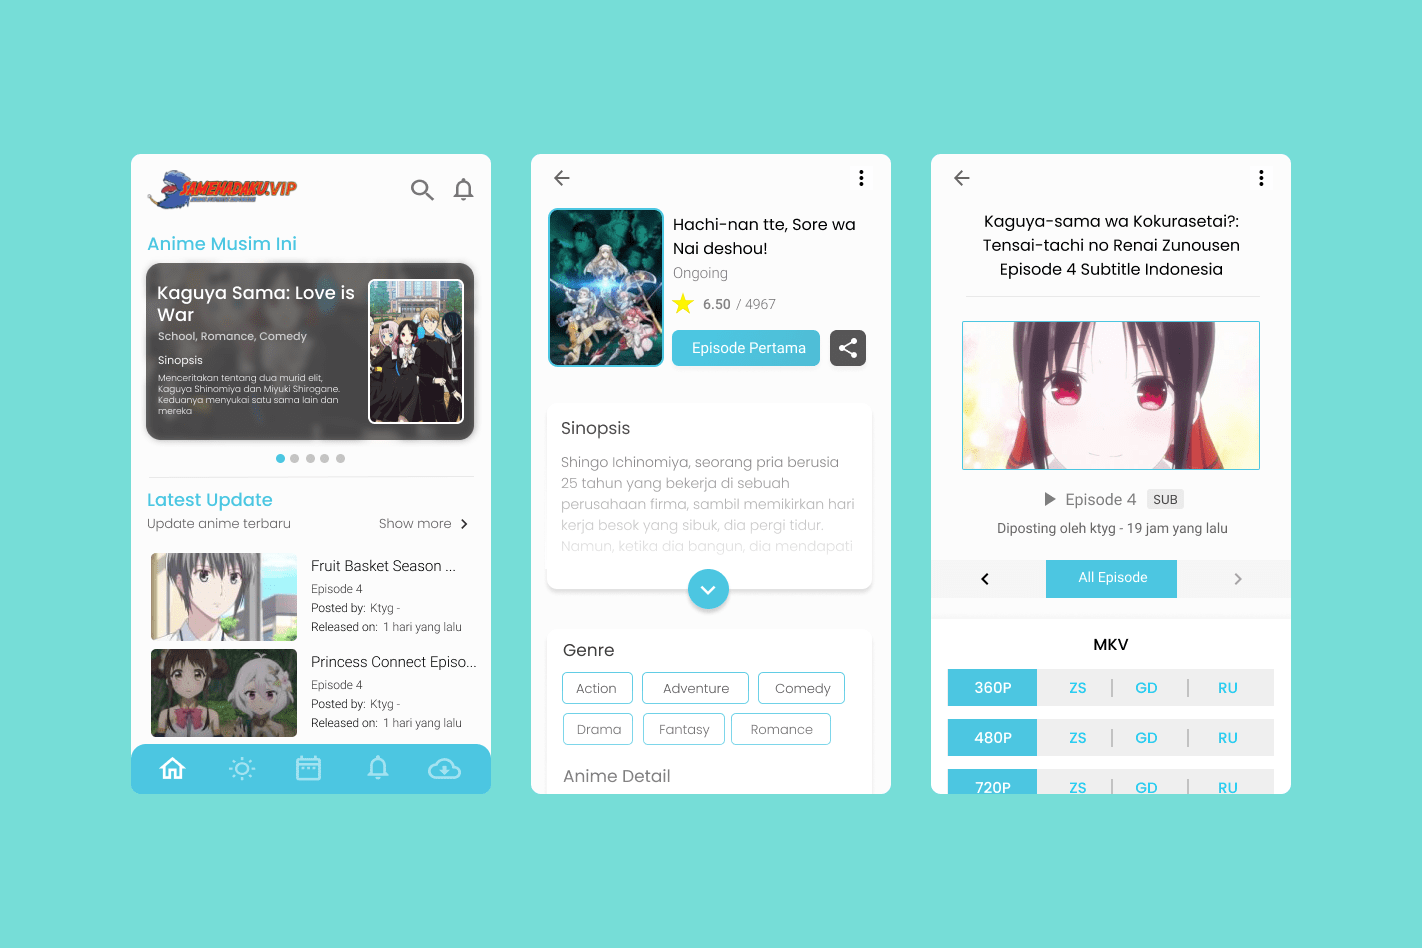 SAMEHADAKU.VIP
Anime Musim Ini
Kaguya Sama: Love is
War
School, Romance, Comedy
Sinopsis
Menceritakan tentang dua murid elit,
Kaguya Shinomiya dan Miyuki Shirogane.
Keduanya menyukai satu sama lain dan
mereka
Latest Update
Update anime terbaru
Show more
Fruit Basket Season ...
Episode 4
Posted by: Ktyg -
Released on: 1 hari yang lalu
Princess Connect Episo...
Episode 4
Posted by: Ktyg -
Released on: 1 hari yang lalu
Hachi-nan tte, Sore wa
Nai deshou!
Ongoing
6.50 / 4967
Episode Pertama
Sinopsis
Shingo Ichinomiya, seorang pria berusia
25 tahun yang bekerja di sebuah
perusahaan firma, sambil memikirkan hari
kerja besok yang sibuk, dia pergi tidur.
Namun, ketika dia bangun, dia mendapati
Genre
Action Adventure Comedy
Drama Fantasy Romance
Anime Detail
Kaguya-sama wa Kokurasetai?:
Tensai-tachi no Renai Zunousen
Episode 4 Subtitle Indonesia
Episode 4 SUB
Diposting oleh ktyg - 19 jam yang lalu
All Episode
MKV
360P ZS GD RU
480P ZS GD RU
720P ZS GD RU